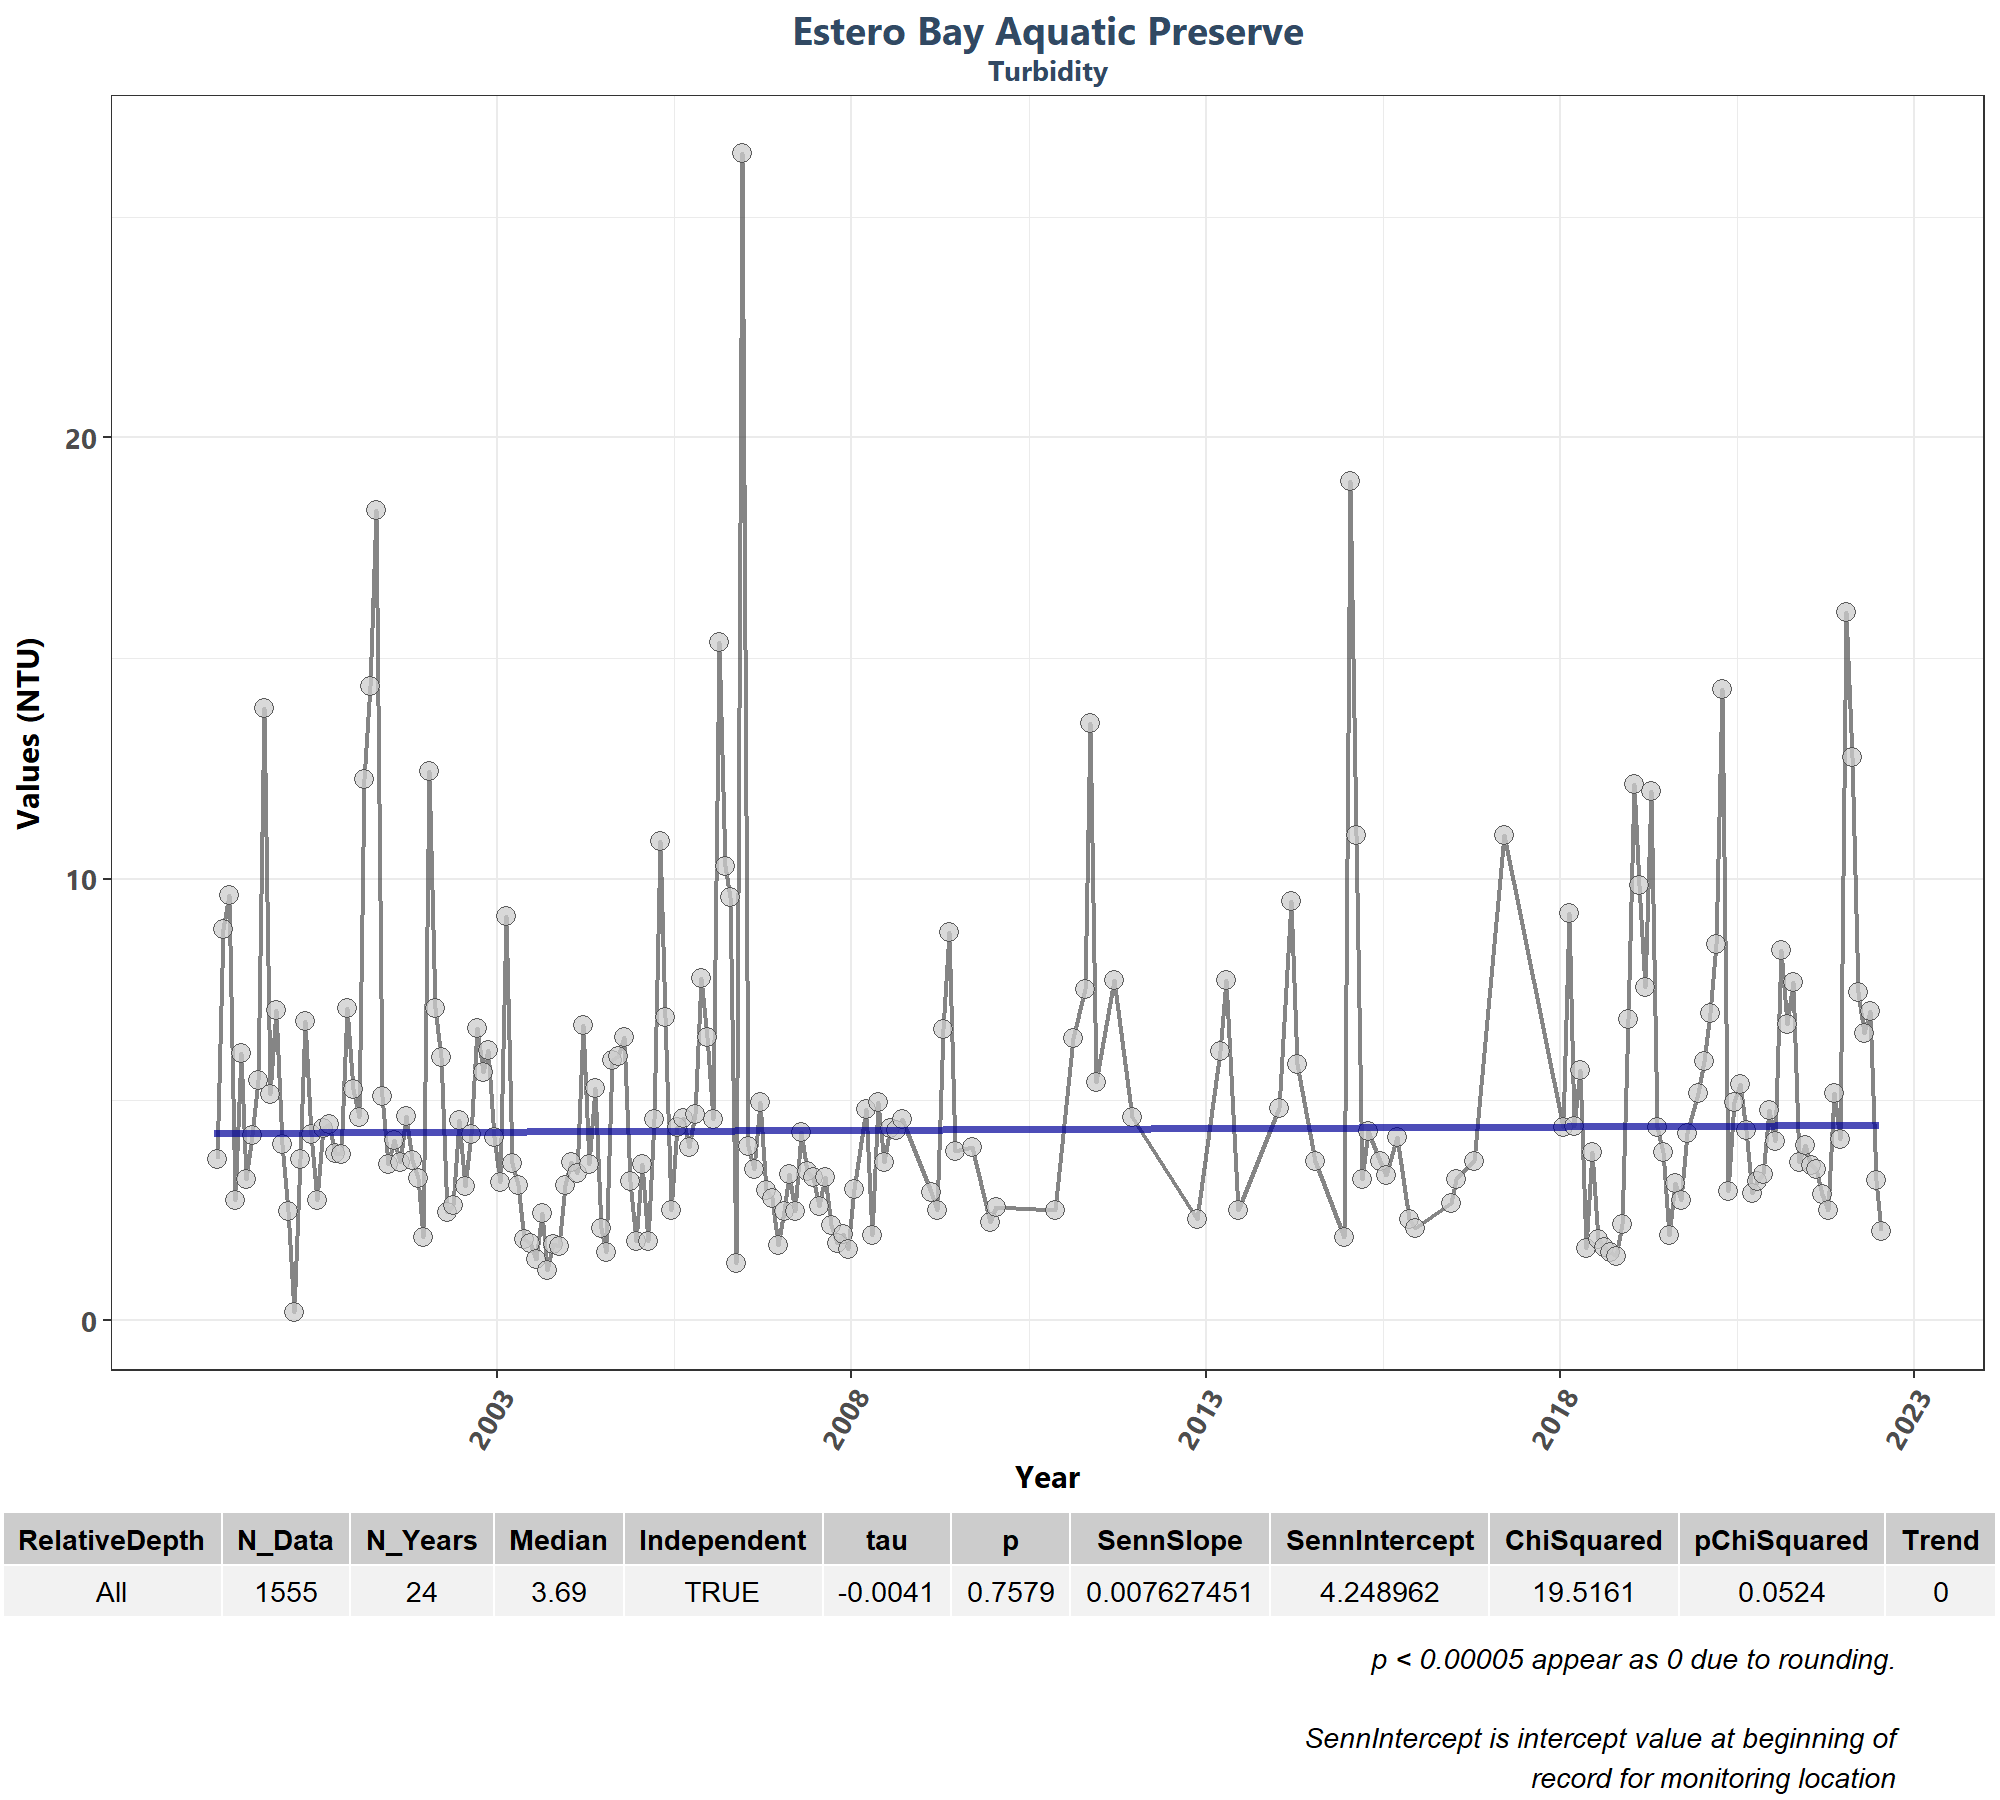 Estero Bay Aquatic Preserve
Turbidity
Values (NTU)
20
10
0
2003 2008 2013 2018 2023
Year
RelativeDepth N_Data N_Years Median Independent tau p SennSlope SennIntercept ChiSquared pChiSquared Trend
All 1555 24 3.69 TRUE -0.0041 0.7579 0.007627451 4.248962 19.5161 0.0524 0
p < 0.00005 appear as 0 due to rounding.
SennIntercept is intercept value at beginning of
record for monitoring location